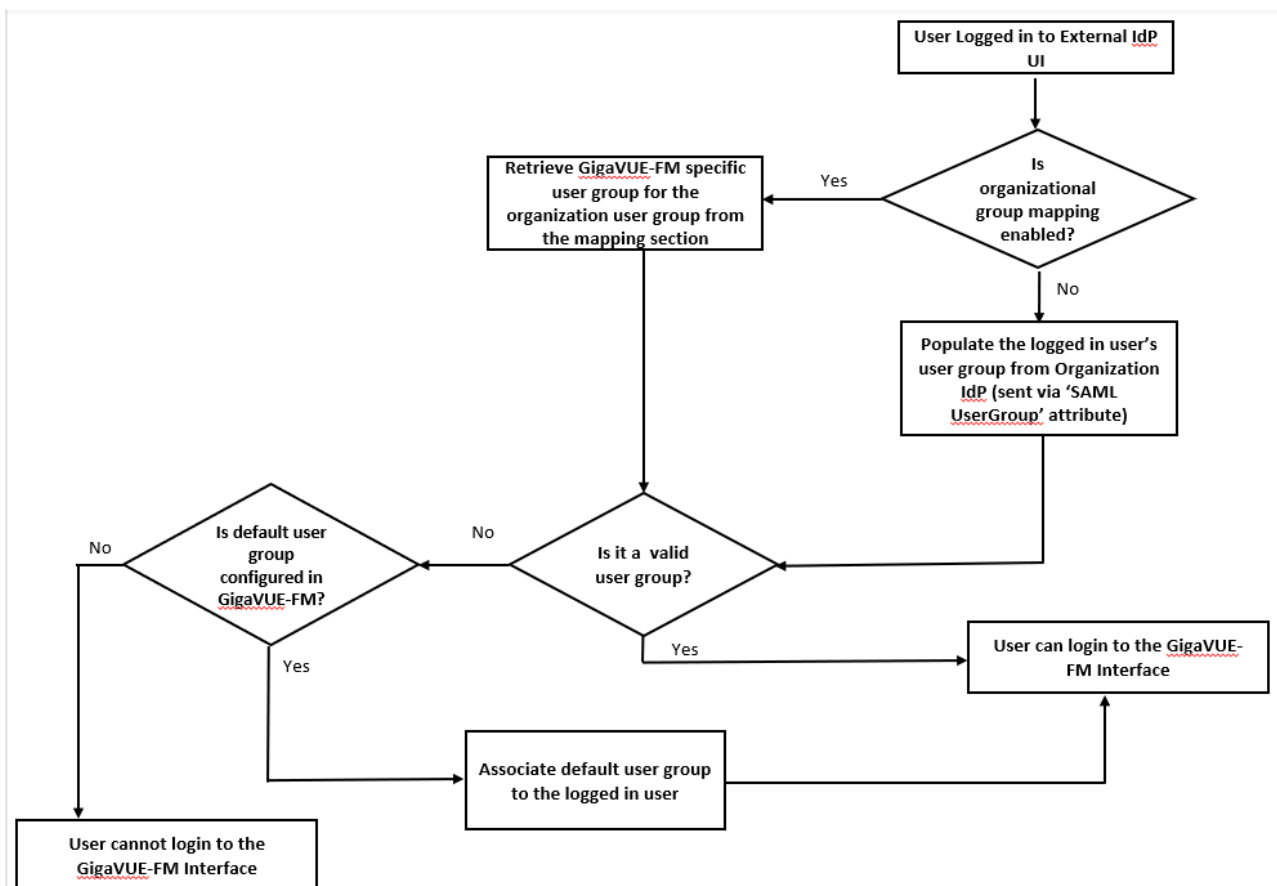 User Logged in to External IdP
UI
Is
organizational
group mapping
enabled?
Yes
Retrieve GigaVUE-FM specific
user group for the
organization user group from
the mapping section
No
Populate the logged in user’s
user group from Organization
IdP (sent via ‘SAML
UserGroup’ attribute)
Is it a valid
user group?
No
Is default user
group
configured in
GigaVUE-FM?
No
Yes
Yes
User can login to the GigaVUE-
FM Interface
Associate default user group
to the logged in user
User cannot login to the
GigaVUE-FM Interface